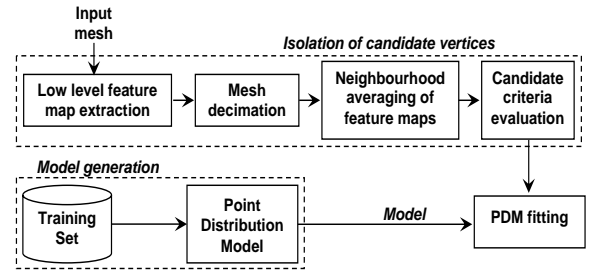 Input
mesh
Isolation of candidate vertices
Low level feature
map extraction
Mesh
decimation
Neighbourhood
averaging of
feature maps
Candidate
criteria
evaluation
Model generation
Training
Set
Point
Distribution
Model
Model
PDM fitting